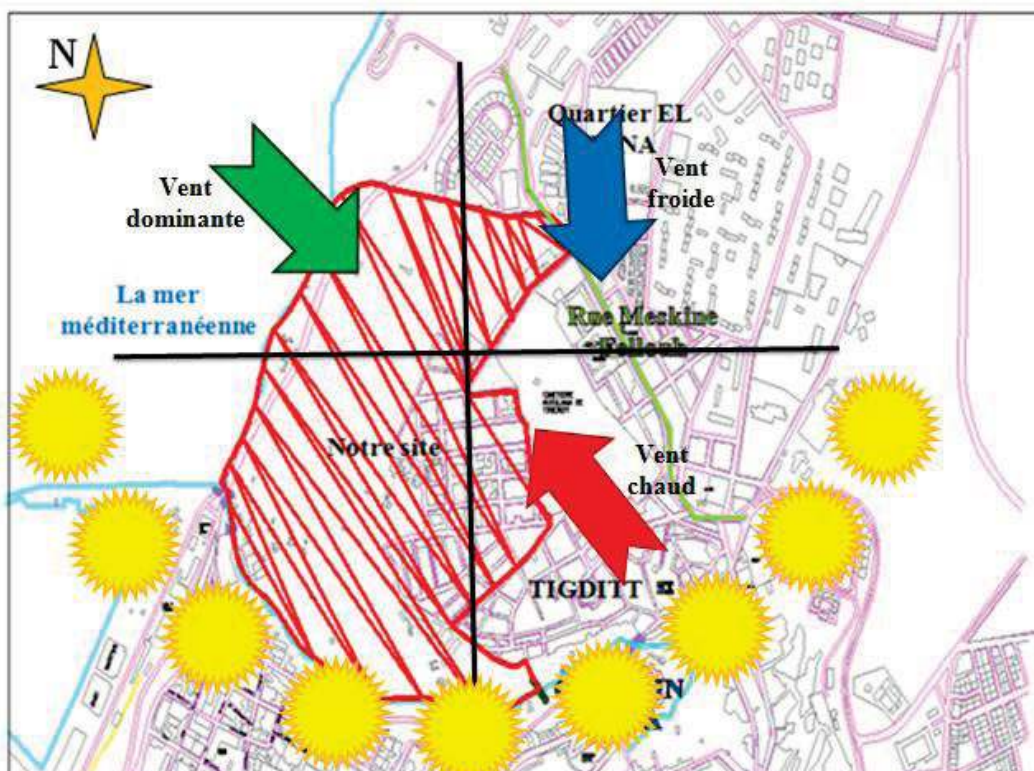 N
Quartier EL
NA
Vent
froide
Vent
dominante
La mer
méditerranéenne
Rue Meskine
Notre site
Vent
chaud
TIGDITT